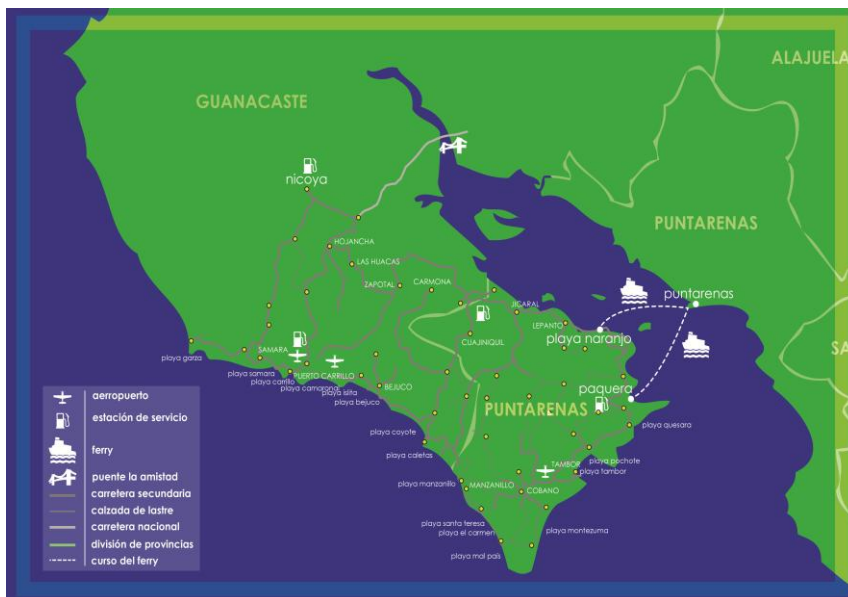 ALAJUELA
GUANACASTE
nicoya
PUNTARENAS
HOJANCHA
LAS HUACAS
ZAPOTAL
CARMONA
JICARAL
puntarenas
LEPANTO
playa naranjo
CUAJINIQUIL
SAMARA
playa garza
playa samara
playa carrillo
PUERTO CARRILLO
playa camaronal
playa islita
playa bejuco
BEJUCO
paquera
PUNTARENAS
playa quesara
playa coyote
playa caletas
playa pochote
TAMBOR
playa tambor
playa manzanillo
MANZANILLO
COBANO
playa santa teresa
playa el carmen
playa montezuma
playa mal país
SA
aeropuerto
estación de servicio
ferry
puente la amistad
carretera secundaria
calzada de lastre
carretera nacional
división de provincias
curso del ferry